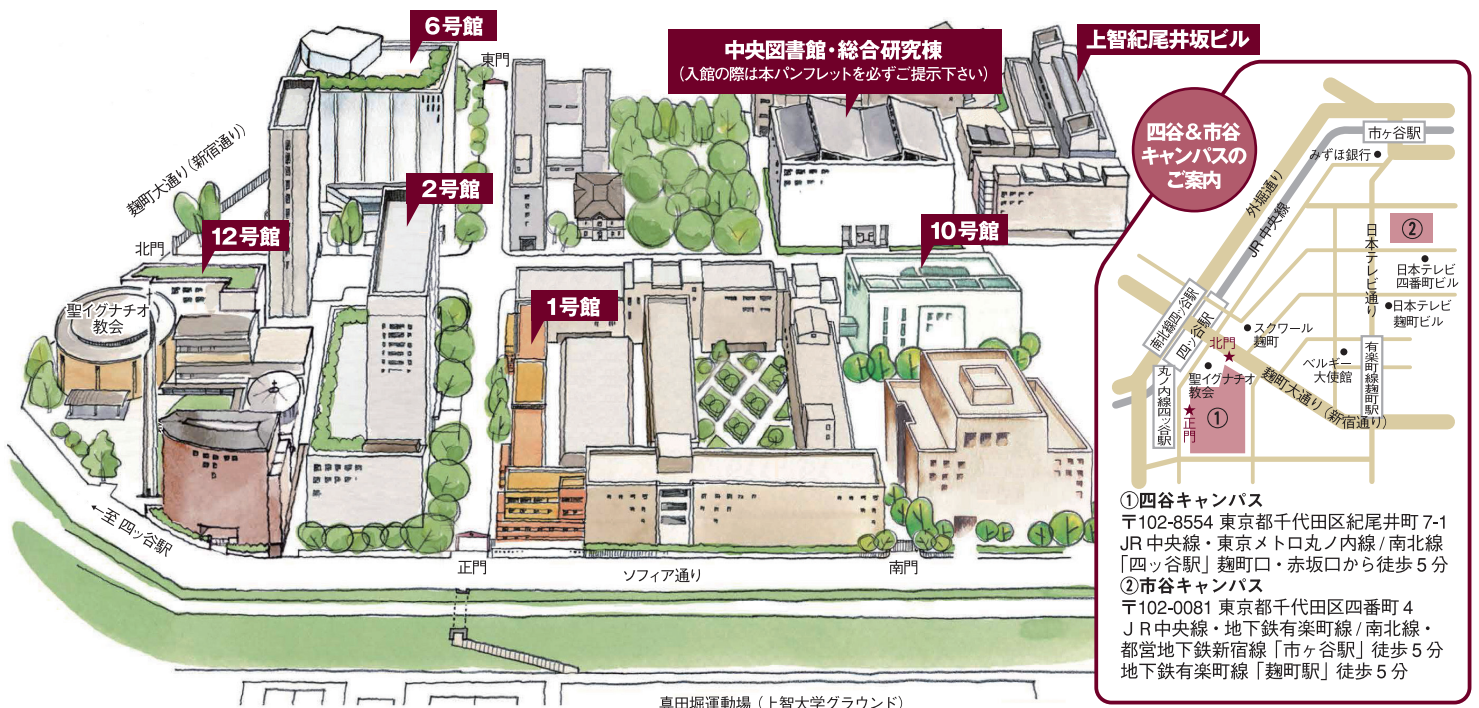 6号館
東門
中央図書館・総合研究棟
(入館の際は本パンフレットを必ずご提示下さい)
上智紀尾井坂ビル
麹町大通り(新宿通り)
2号館
北門
12号館
10号館
聖イグナチオ
教会
1号館
←至 四ッ谷駅
正門
ソフィア通り
南門
真田堀運動場(上智大学グラウンド)
四谷&市谷
キャンパスの
ご案内
市ヶ谷駅
みずほ銀行
外堀通り
JR中央線
日本テレビ通り
②
日本テレビ
四番町ビル
日本テレビ
麹町ビル
南北線四ッ谷駅
四ッ谷駅
スクワール
麹町
北門
ベルギー
大使館
有楽町線麹町駅
聖イグナチオ
教会
麹町大通り(新宿通り)
丸ノ内線四ッ谷駅
正門
①
①四谷キャンパス
〒102-8554 東京都千代田区紀尾井町 7-1
JR 中央線・東京メトロ丸ノ内線 / 南北線
「四ッ谷駅」麹町口・赤坂口から徒歩 5 分
②市谷キャンパス
〒102-0081 東京都千代田区四番町 4
JR中央線・地下鉄有楽町線 / 南北線・
都営地下鉄新宿線「市ヶ谷駅」徒歩 5 分
地下鉄有楽町線「麹町駅」徒歩 5 分